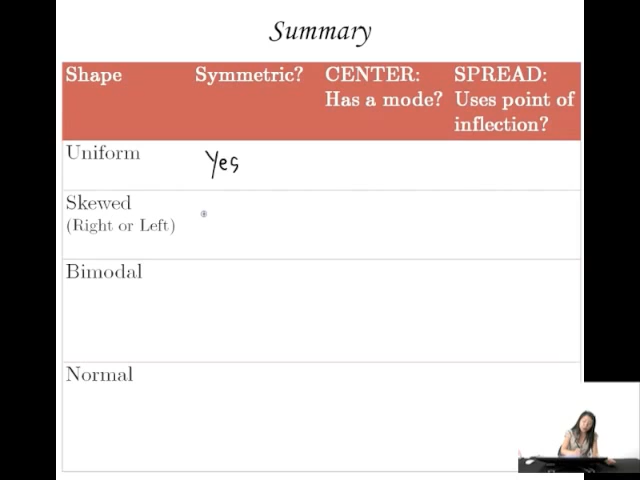 Summary
Shape Symmetric? CENTER: SPREAD:
Has a mode? Uses point of
inflection?
Uniform Yes
Skewed
(Right or Left)
Bimodal
Normal